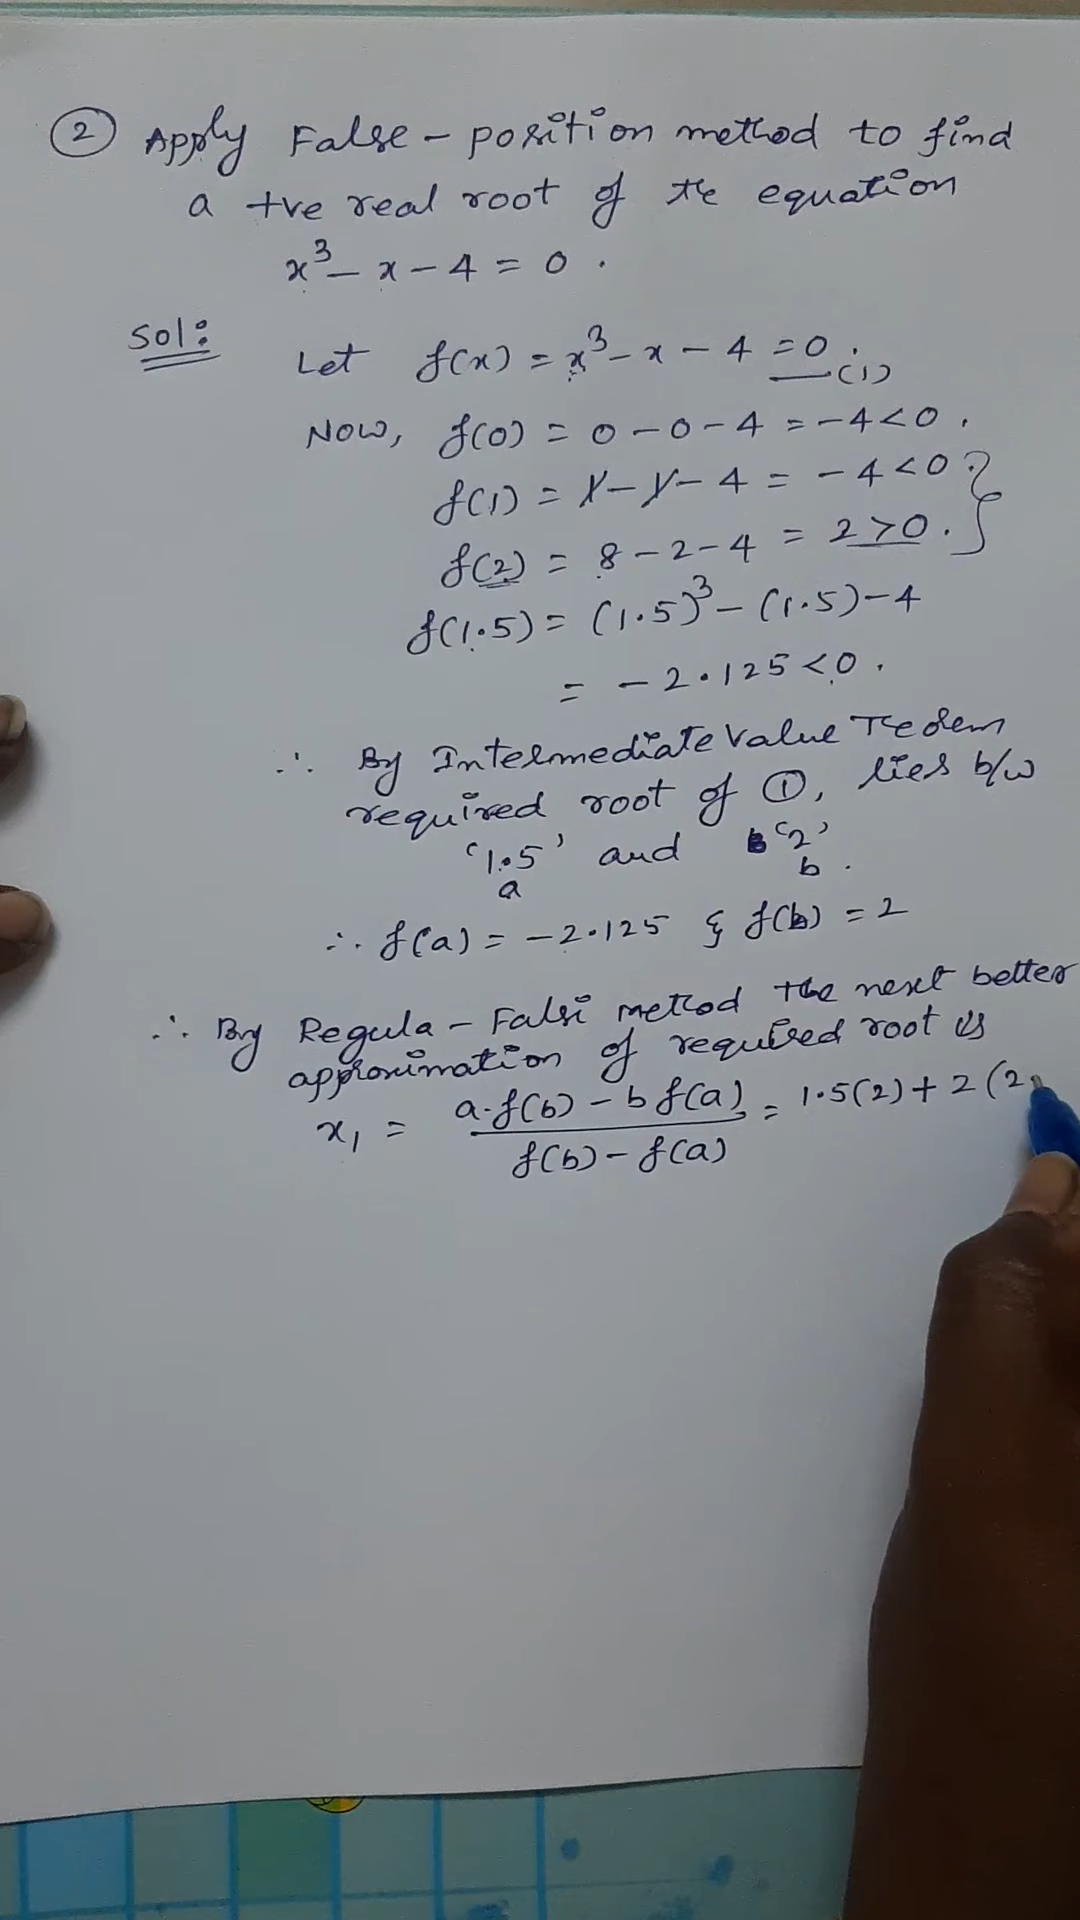 ② Apply False - position method to find
a +ve real root of the equation
x³ - x - 4 = 0 .
Sol:
Let f(x) = x³ - x - 4 = 0 . (1)
Now, f(0) = 0 - 0 - 4 = -4 < 0 .
f(1) = 1 - 1 - 4 = -4 < 0 }
f(2) = 8 - 2 - 4 = 2 > 0 . }
f(1.5) = (1.5)³ - (1.5) - 4
= -2.125 < 0 .
∴ By Intermediate Value Theorem
required root of ①, lies b/w
'1.5' and '2'
a b .
∴ f(a) = -2.125 & f(b) = 2
∴ By Regula - Falsi method the next better
approximation of required root is
x₁ = a.f(b) - b f(a) / f(b) - f(a) = 1.5(2) + 2(2.